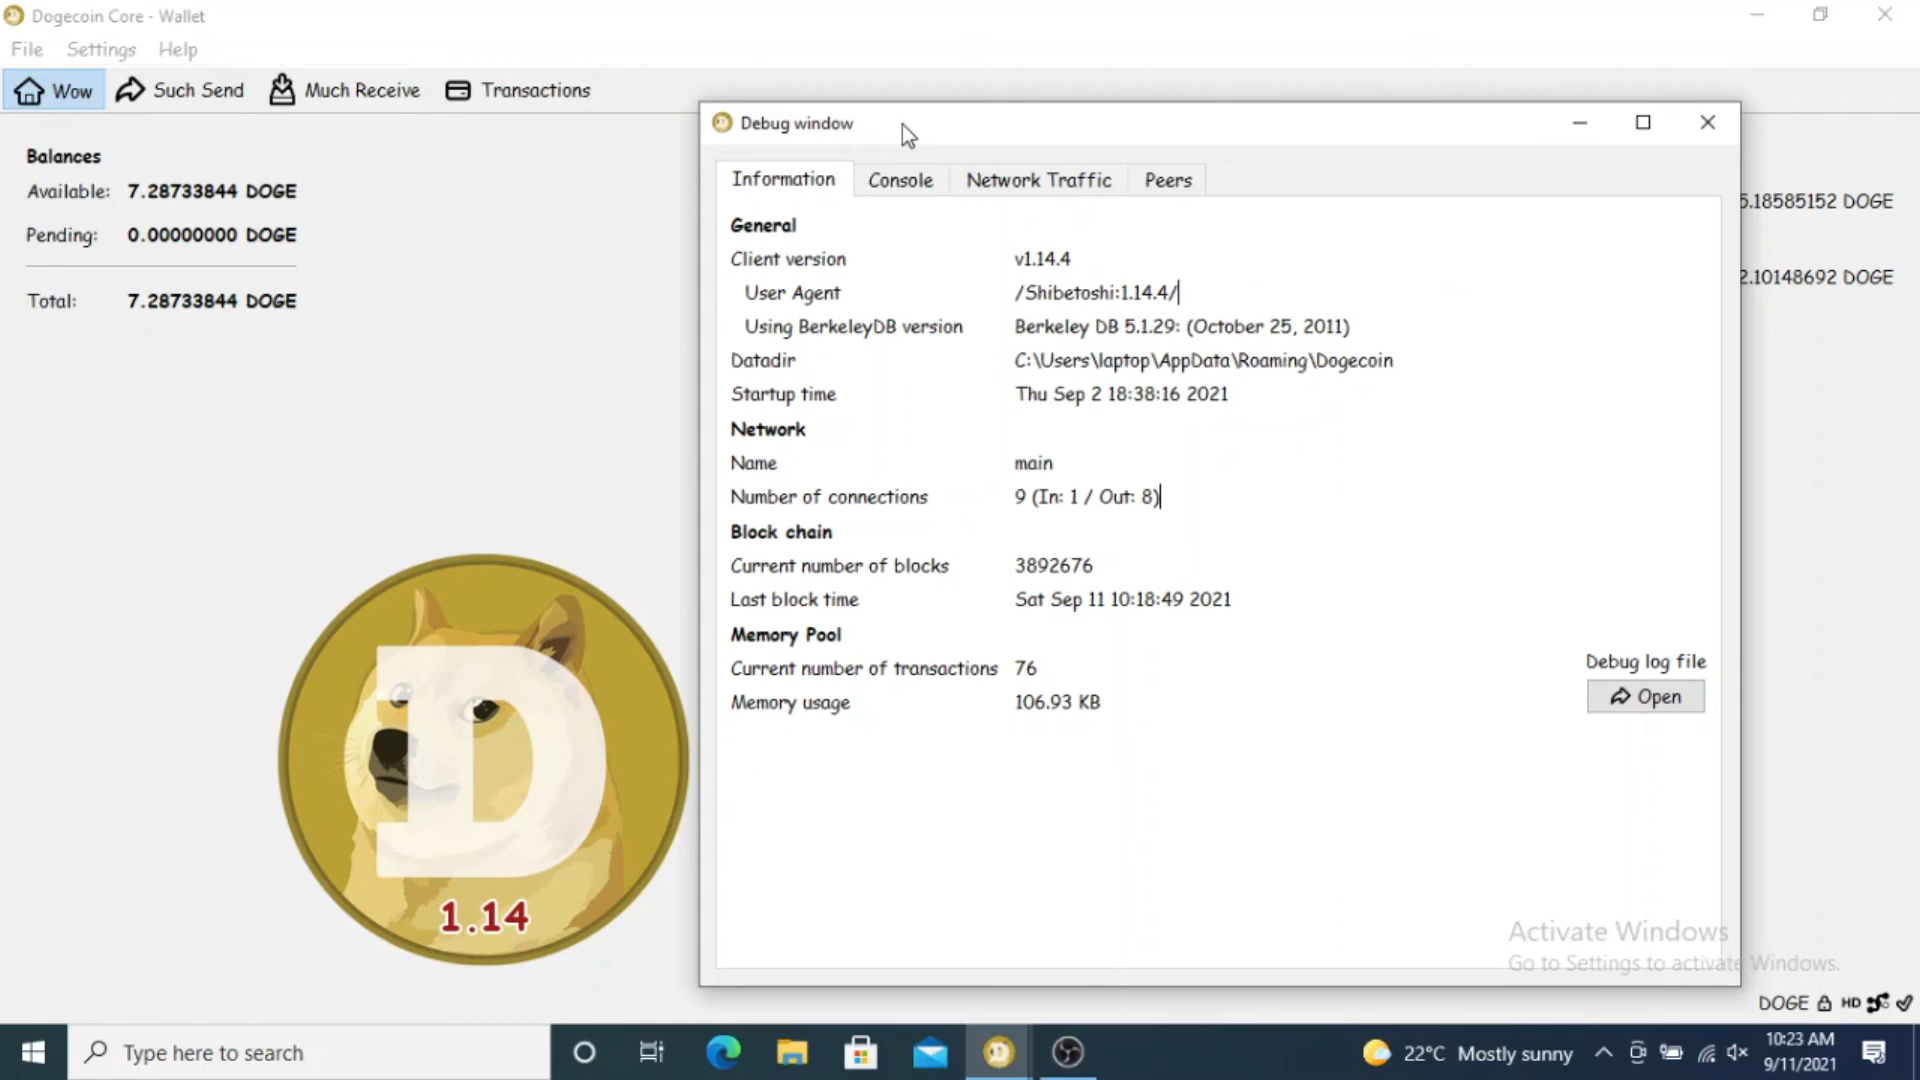 Dogecoin Core - Wallet
File Settings Help
Wow Such Send Much Receive Transactions
Balances
Available: 7.28733844 DOGE
Pending: 0.00000000 DOGE
Total: 7.28733844 DOGE
D
1.14
Debug window
Information Console Network Traffic Peers
General
Client version v1.14.4
User Agent /Shibetoshi:1.14.4/
Using BerkeleyDB version Berkeley DB 5.1.29: (October 25, 2011)
Datadir C:\Users\laptop\AppData\Roaming\Dogecoin
Startup time Thu Sep 2 18:38:16 2021
Network
Name main
Number of connections 9 (In: 1 / Out: 8)
Block chain
Current number of blocks 3892676
Last block time Sat Sep 11 10:18:49 2021
Memory Pool
Current number of transactions 76
Memory usage 106.93 KB
Debug log file
Open
5.18585152 DOGE
2.10148692 DOGE
Activate Windows
Go to Settings to activate Windows.
DOGE HD
Type here to search
22°C Mostly sunny
10:23 AM
9/11/2021